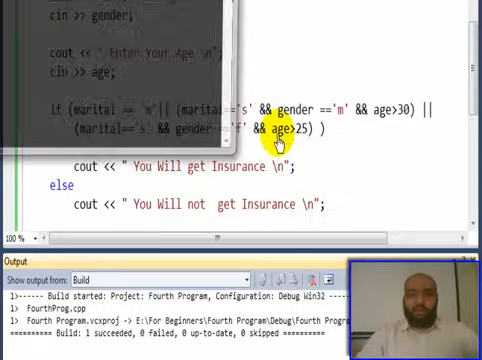 cin >> gender;
cout << " Enter Your Age \n";
cin >> age;
if (marital == 'm'|| (marital=='s' && gender =='m' && age>30) ||
(marital=='s' && gender=='f' && age>25) )
cout << " You Will get Insurance \n";
else
cout << " You Will not  get Insurance \n";
100 %
Output
Show output from: Build
1>------ Build started: Project: Fourth Program, Configuration: Debug Win32
1>  FourthProg.cpp
1>  Fourth Program.vcxproj -> E:\For Beginners\Fourth Program\Debug\Fourth
========== Build: 1 succeeded, 0 failed, 0 up-to-date, 0 skipped ==========